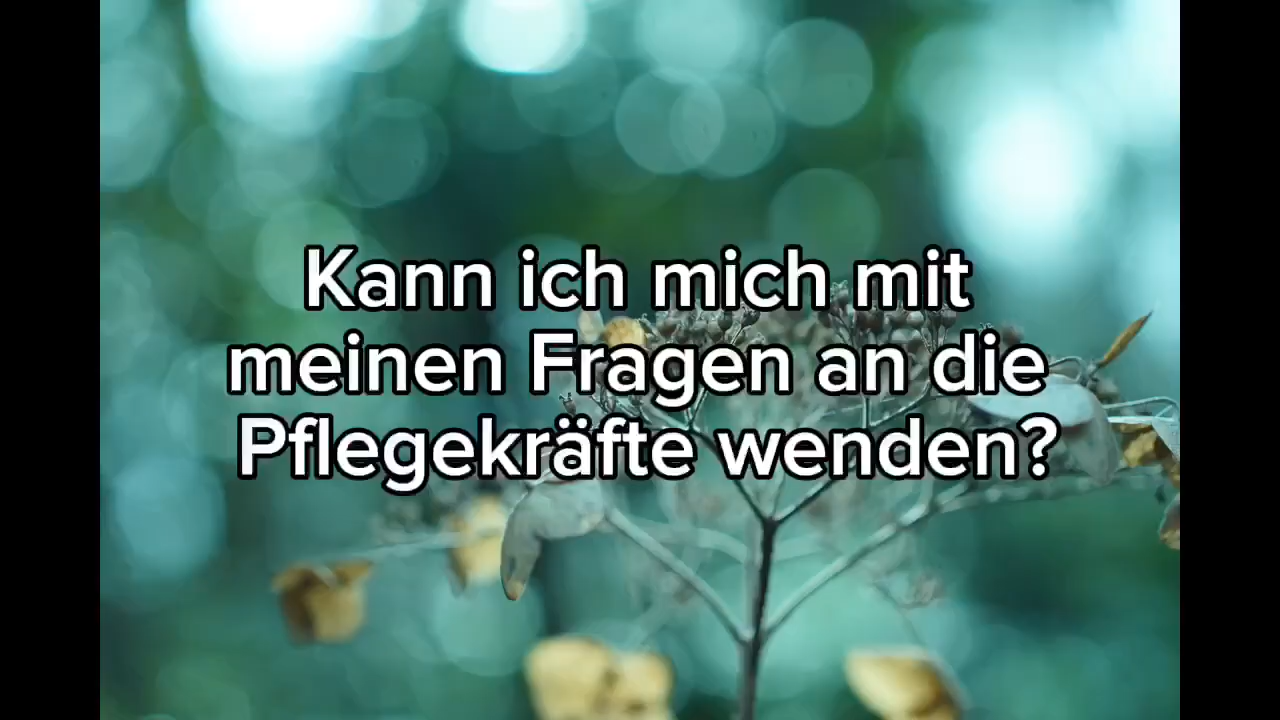 Kann ich mich mit
meinen Fragen an die
Pflegekräfte wenden?